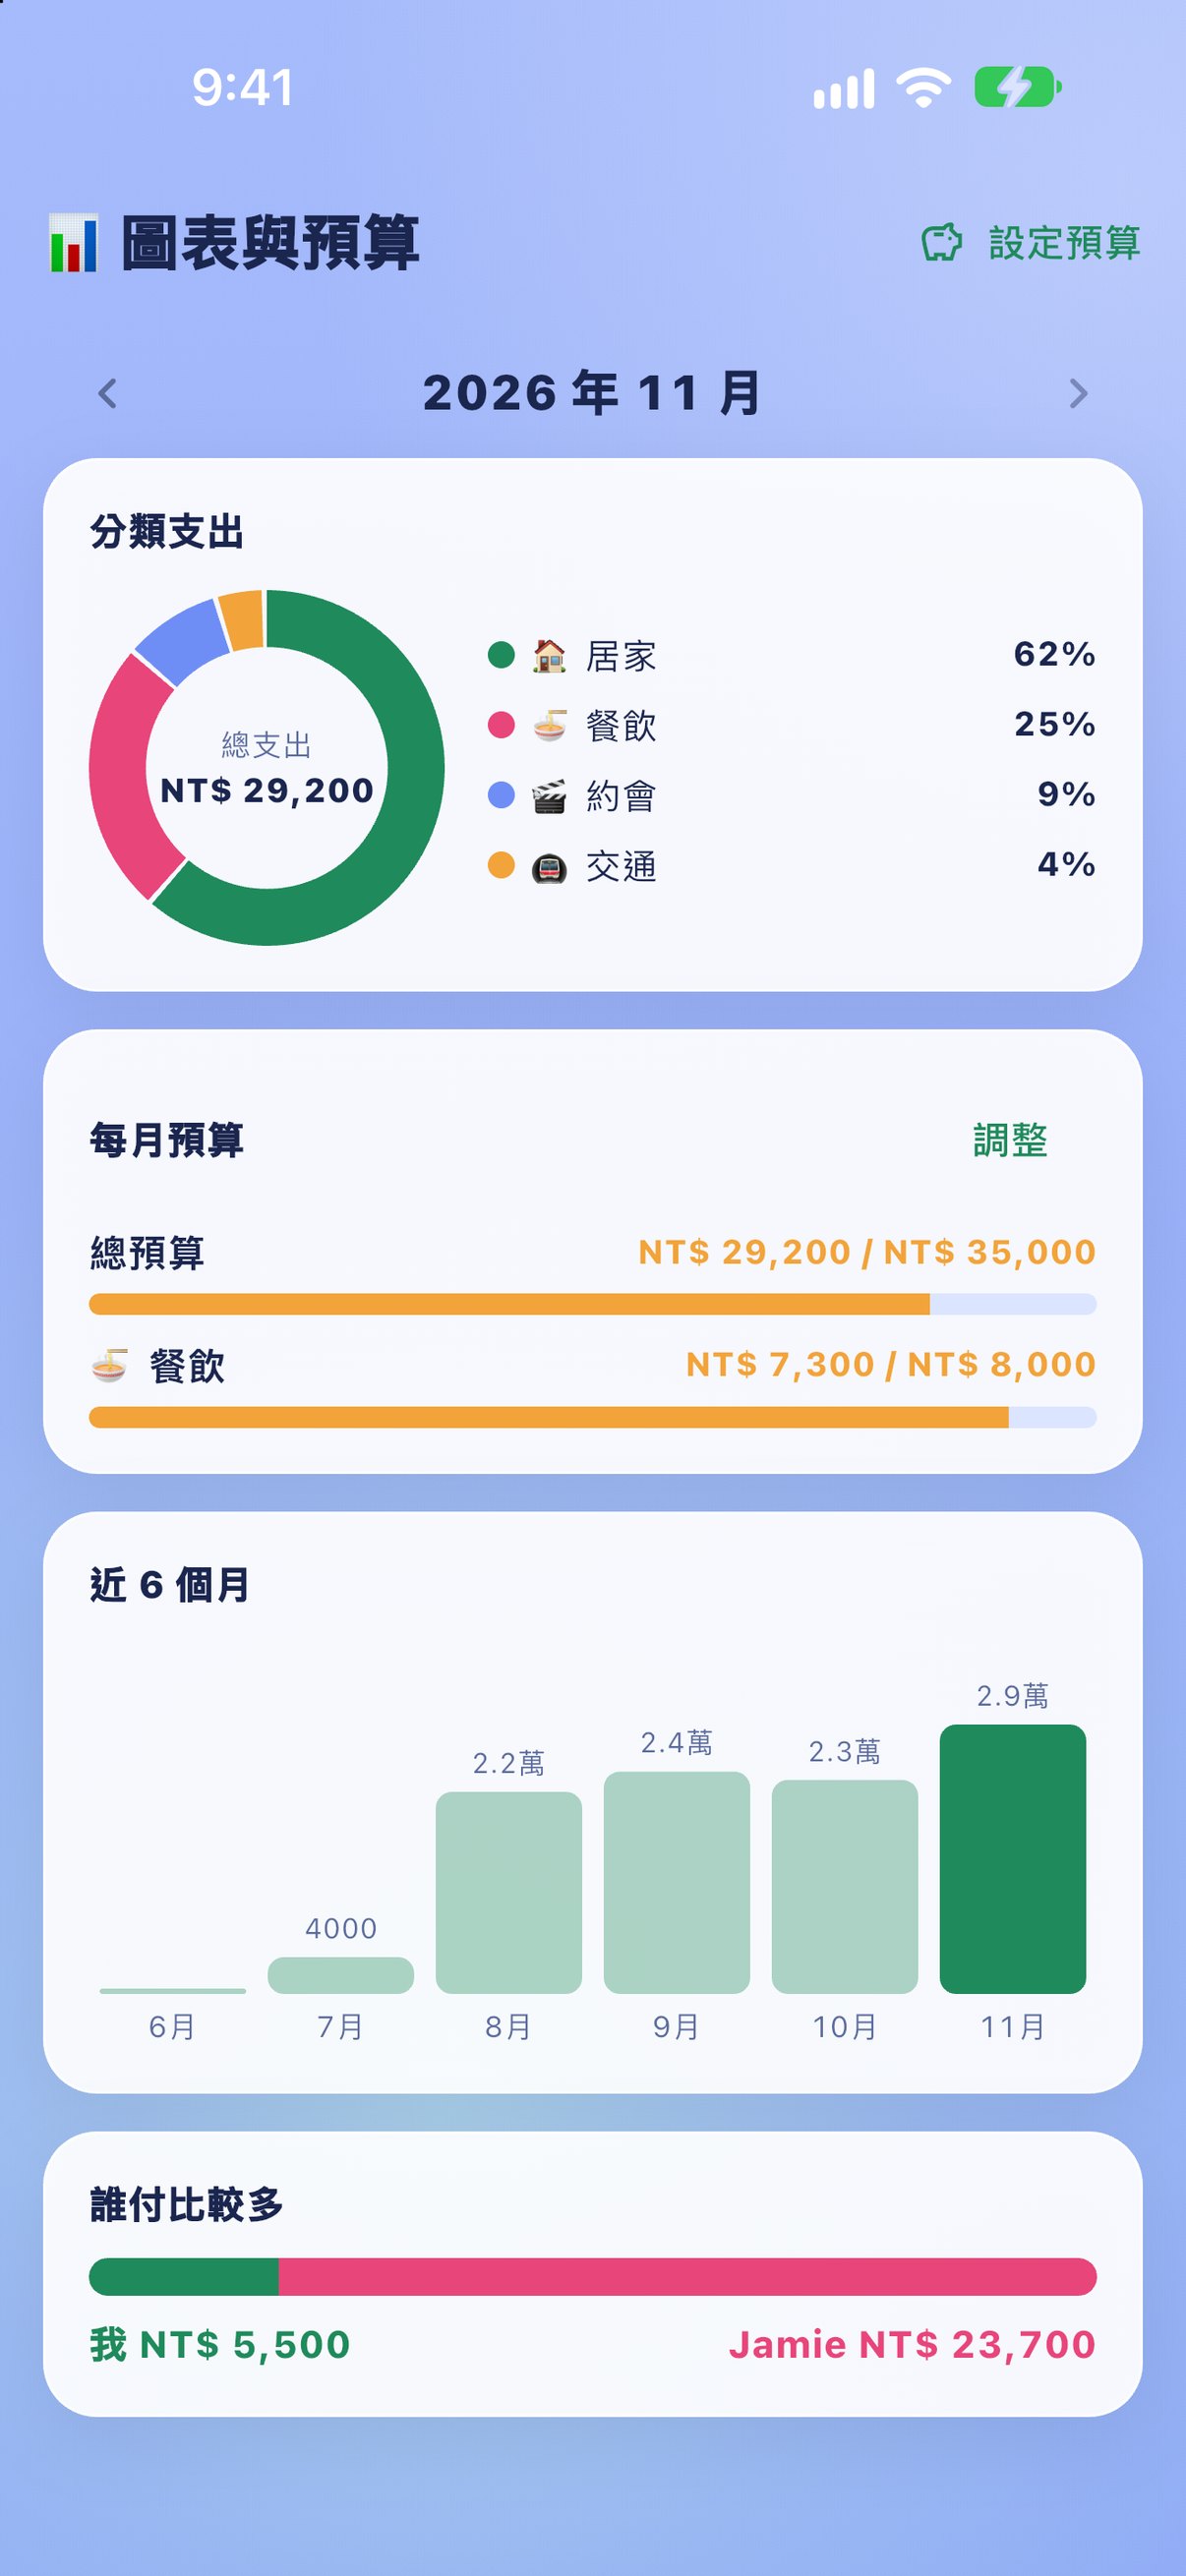 9:41
圖表與預算
設定預算
2026 年 11 月
分類支出
總支出
NT$ 29,200
居家 62%
餐飲 25%
約會 9%
交通 4%
每月預算 調整
總預算 NT$ 29,200 / NT$ 35,000
餐飲 NT$ 7,300 / NT$ 8,000
近 6 個月
4000 2.2萬 2.4萬 2.3萬 2.9萬
6月 7月 8月 9月 10月 11月
誰付比較多
我 NT$ 5,500 Jamie NT$ 23,700